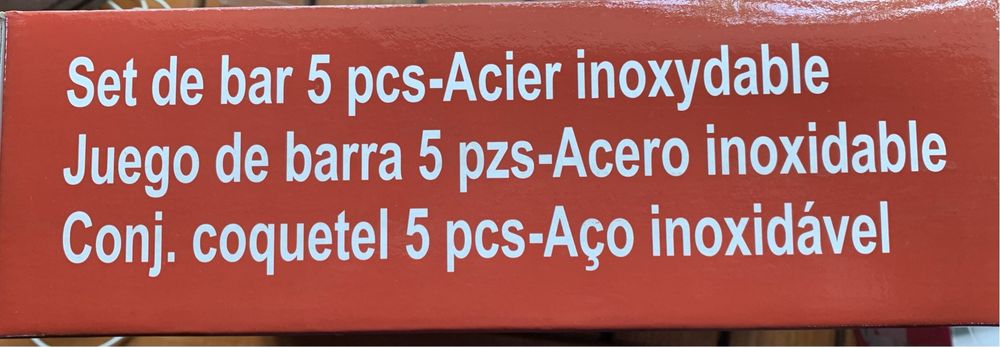 Set de bar 5 pcs-Acier inoxydable
Juego de barra 5 pzs-Acero inoxidable
Conj. coquetel 5 pcs-Aço inoxidável